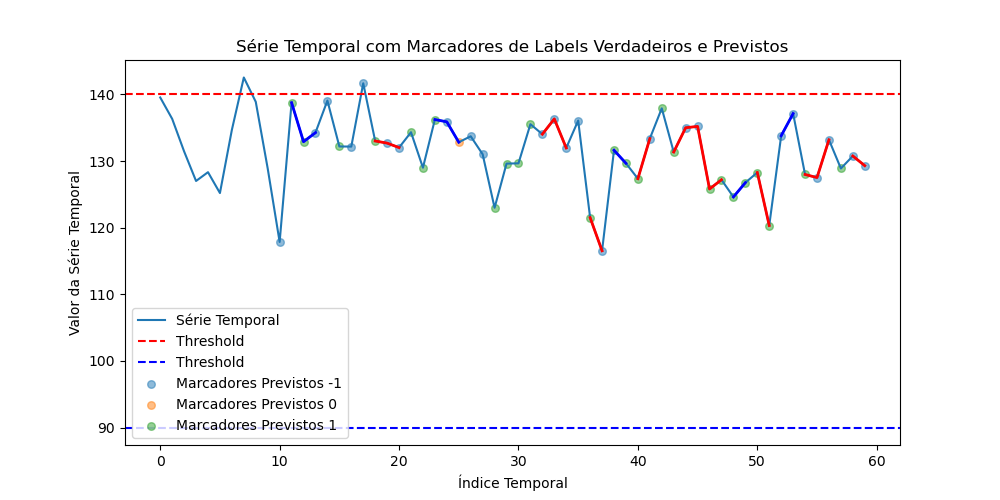 Série Temporal com Marcadores de Labels Verdadeiros e Previstos
Valor da Série Temporal
140
130
120
110
100
90
Série Temporal
Threshold
Threshold
Marcadores Previstos -1
Marcadores Previstos 0
Marcadores Previstos 1
0
10
20
30
40
50
60
Índice Temporal